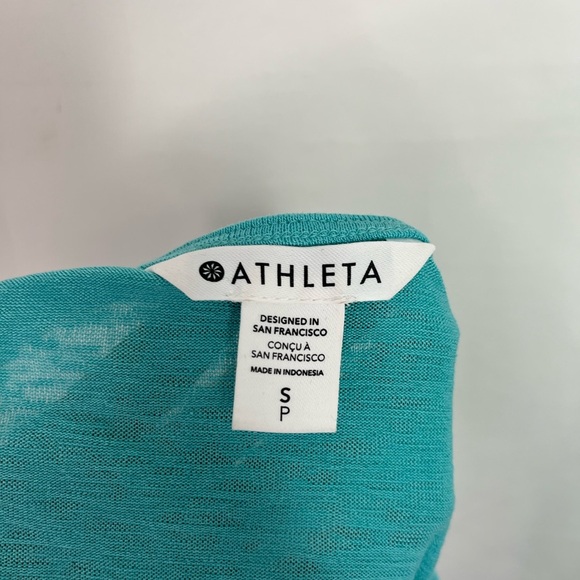 ATHLETA
DESIGNED IN
SAN FRANCISCO
CONÇU À
SAN FRANCISCO
MADE IN INDONESIA
S
P